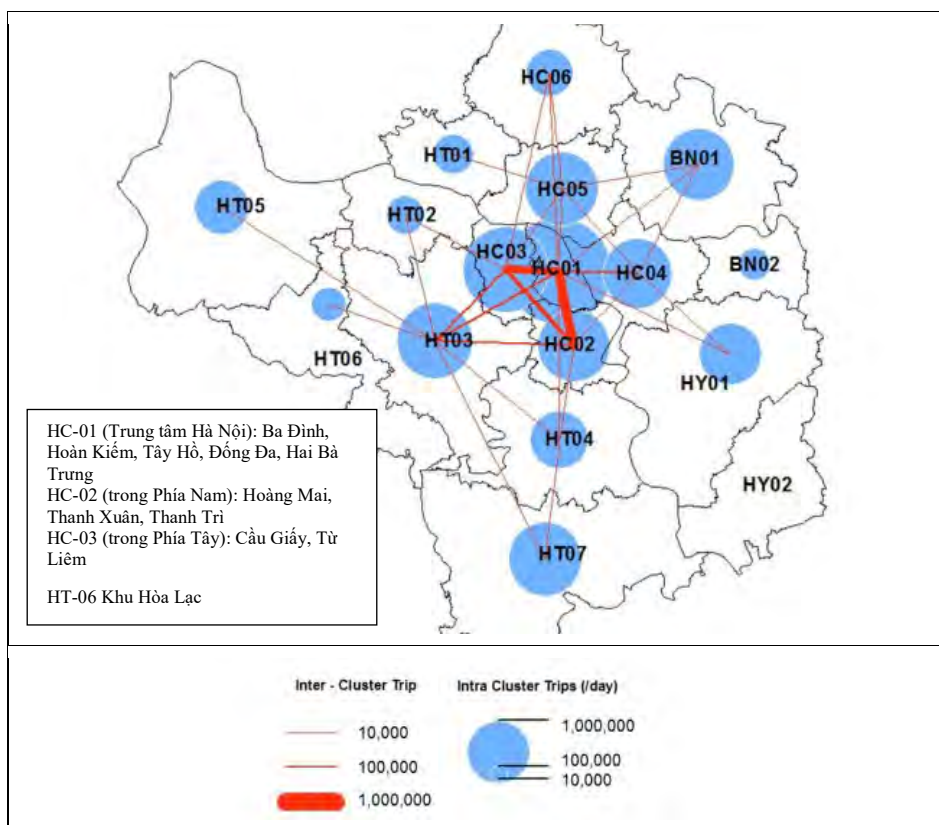 HC06
HT01
BN01
HC05
HT05
HT02
HC03
HC01
HC04
BN02
HT03
HC02
HT06
HY01
HT04
HY02
HT07
HC-01 (Trung tâm Hà Nội): Ba Đình,
Hoàn Kiếm, Tây Hồ, Đống Đa, Hai Bà
Trưng
HC-02 (trong Phía Nam): Hoàng Mai,
Thanh Xuân, Thanh Trì
HC-03 (trong Phía Tây): Cầu Giấy, Từ
Liêm
HT-06 Khu Hòa Lạc
Inter - Cluster Trip
10,000
100,000
1,000,000
Intra Cluster Trips (/day)
1,000,000
100,000
10,000